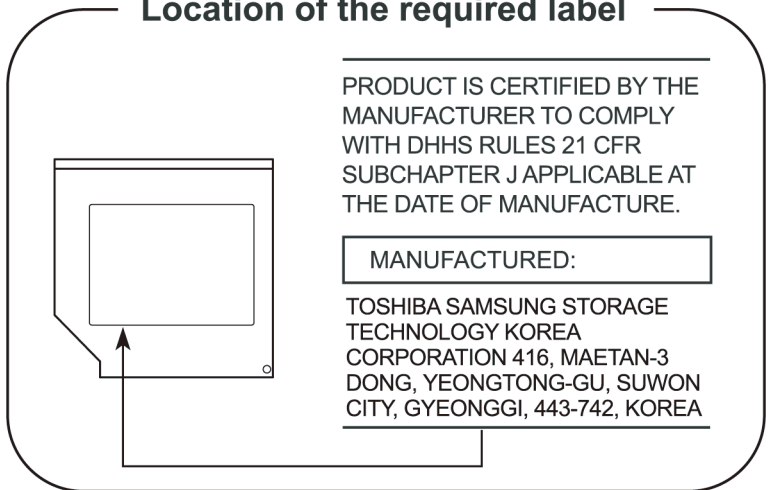 Location of the required label
PRODUCT IS CERTIFIED BY THE
MANUFACTURER TO COMPLY
WITH DHHS RULES 21 CFR
SUBCHAPTER J APPLICABLE AT
THE DATE OF MANUFACTURE.
MANUFACTURED:
TOSHIBA SAMSUNG STORAGE
TECHNOLOGY KOREA
CORPORATION 416, MAETAN-3
DONG, YEONGTONG-GU, SUWON
CITY, GYEONGGI, 443-742, KOREA